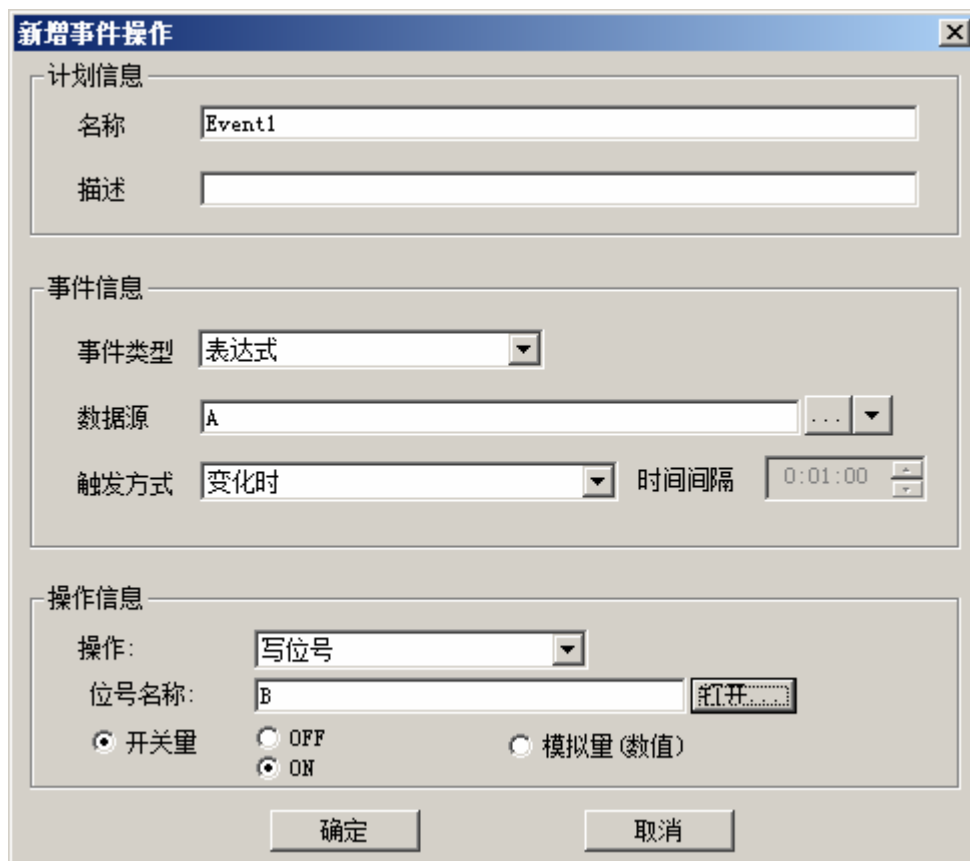 新增事件操作
计划信息
名称 Event1
描述
事件信息
事件类型 表达式
数据源 A ...
触发方式 变化时 时间间隔 0:01:00
操作信息
操作: 写位号
位号名称: B 打开...
开关量 OFF 模拟量(数值)
ON
确定 取消